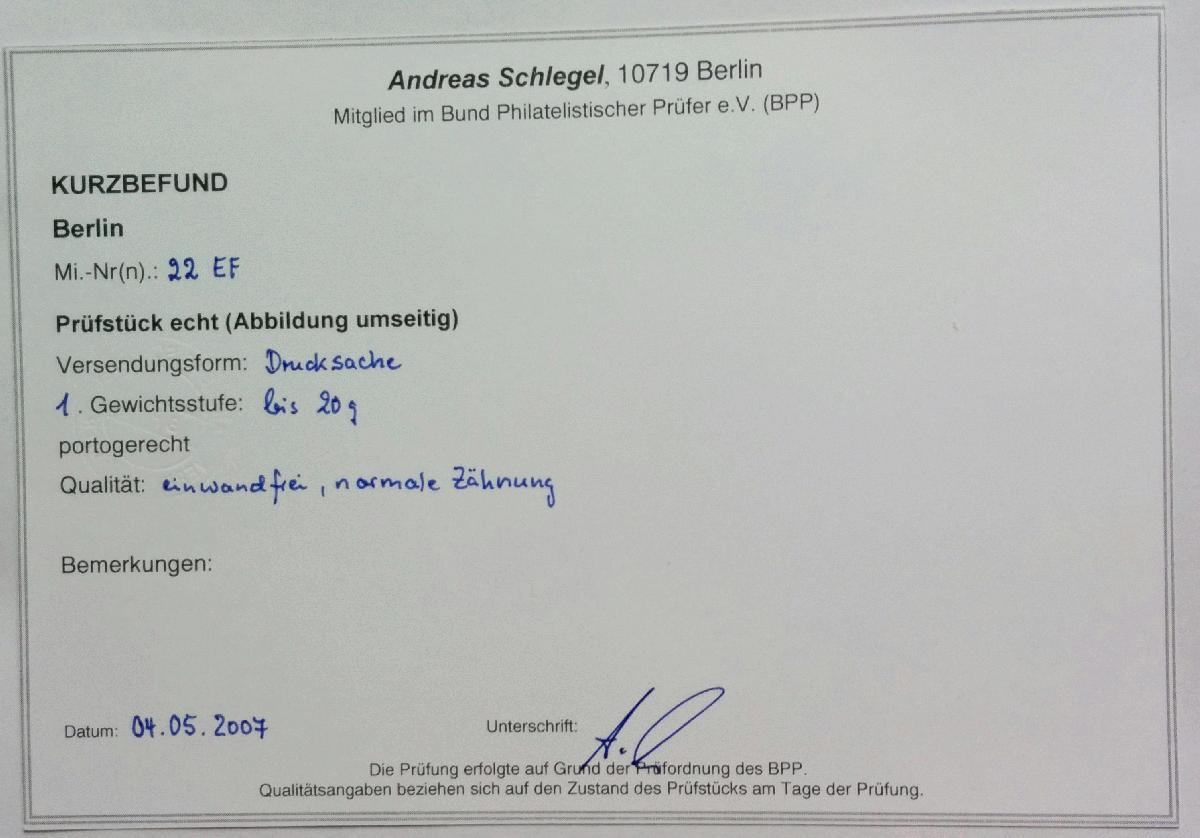 Andreas Schlegel, 10719 Berlin
Mitglied im Bund Philatelistischer Prüfer e.V. (BPP)
KURZBEFUND
Berlin
Mi.-Nr(n).: 22 EF
Prüfstück echt (Abbildung umseitig)
Versendungsform: Drucksache
1. Gewichtsstufe: bis 20g
portogerecht
Qualität: einwandfrei, normale Zähnung
Bemerkungen:
Datum: 04.05.2007 Unterschrift:
Die Prüfung erfolgte auf Grund der Prüfordnung des BPP.
Qualitätsangaben beziehen sich auf den Zustand des Prüfstücks am Tage der Prüfung.